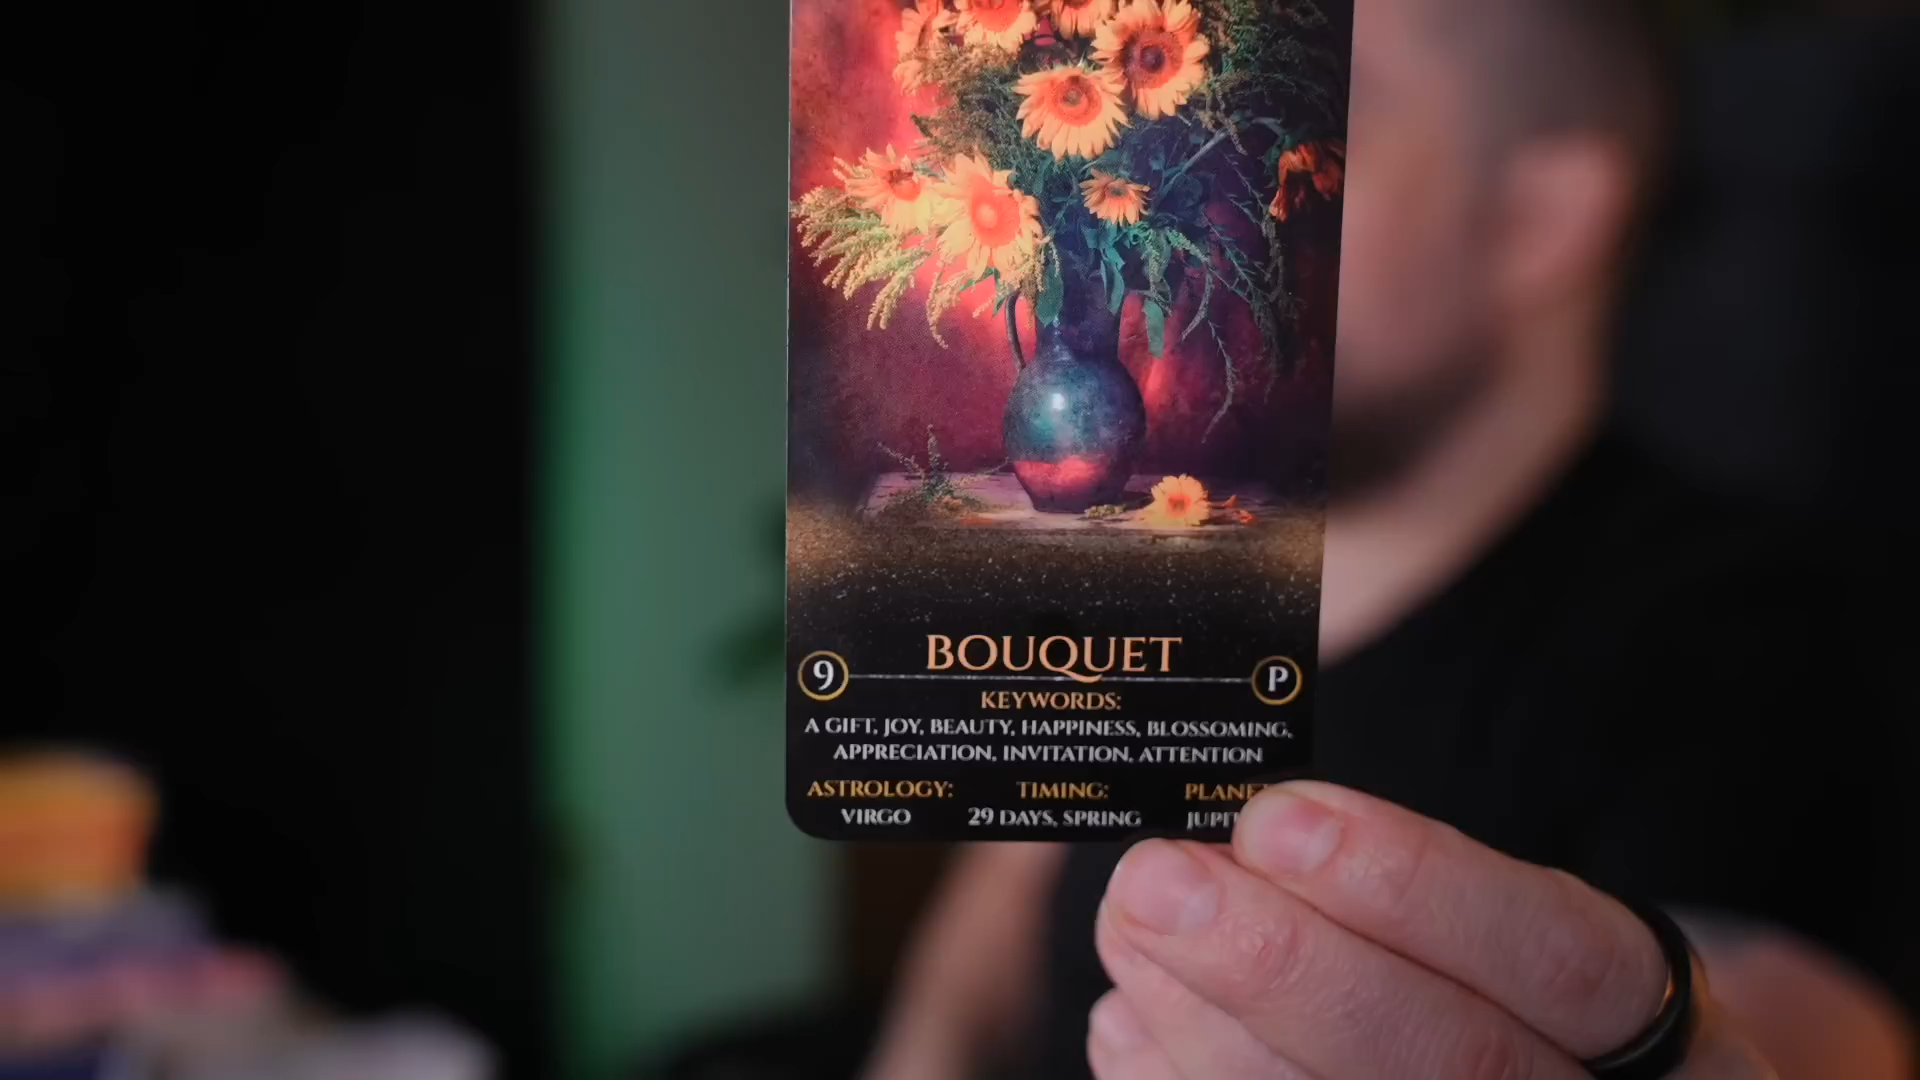 BOUQUET
9
P
KEYWORDS:
A GIFT, JOY, BEAUTY, HAPPINESS, BLOSSOMING,
APPRECIATION, INVITATION, ATTENTION
ASTROLOGY: TIMING:
VIRGO 29 DAYS, SPRING